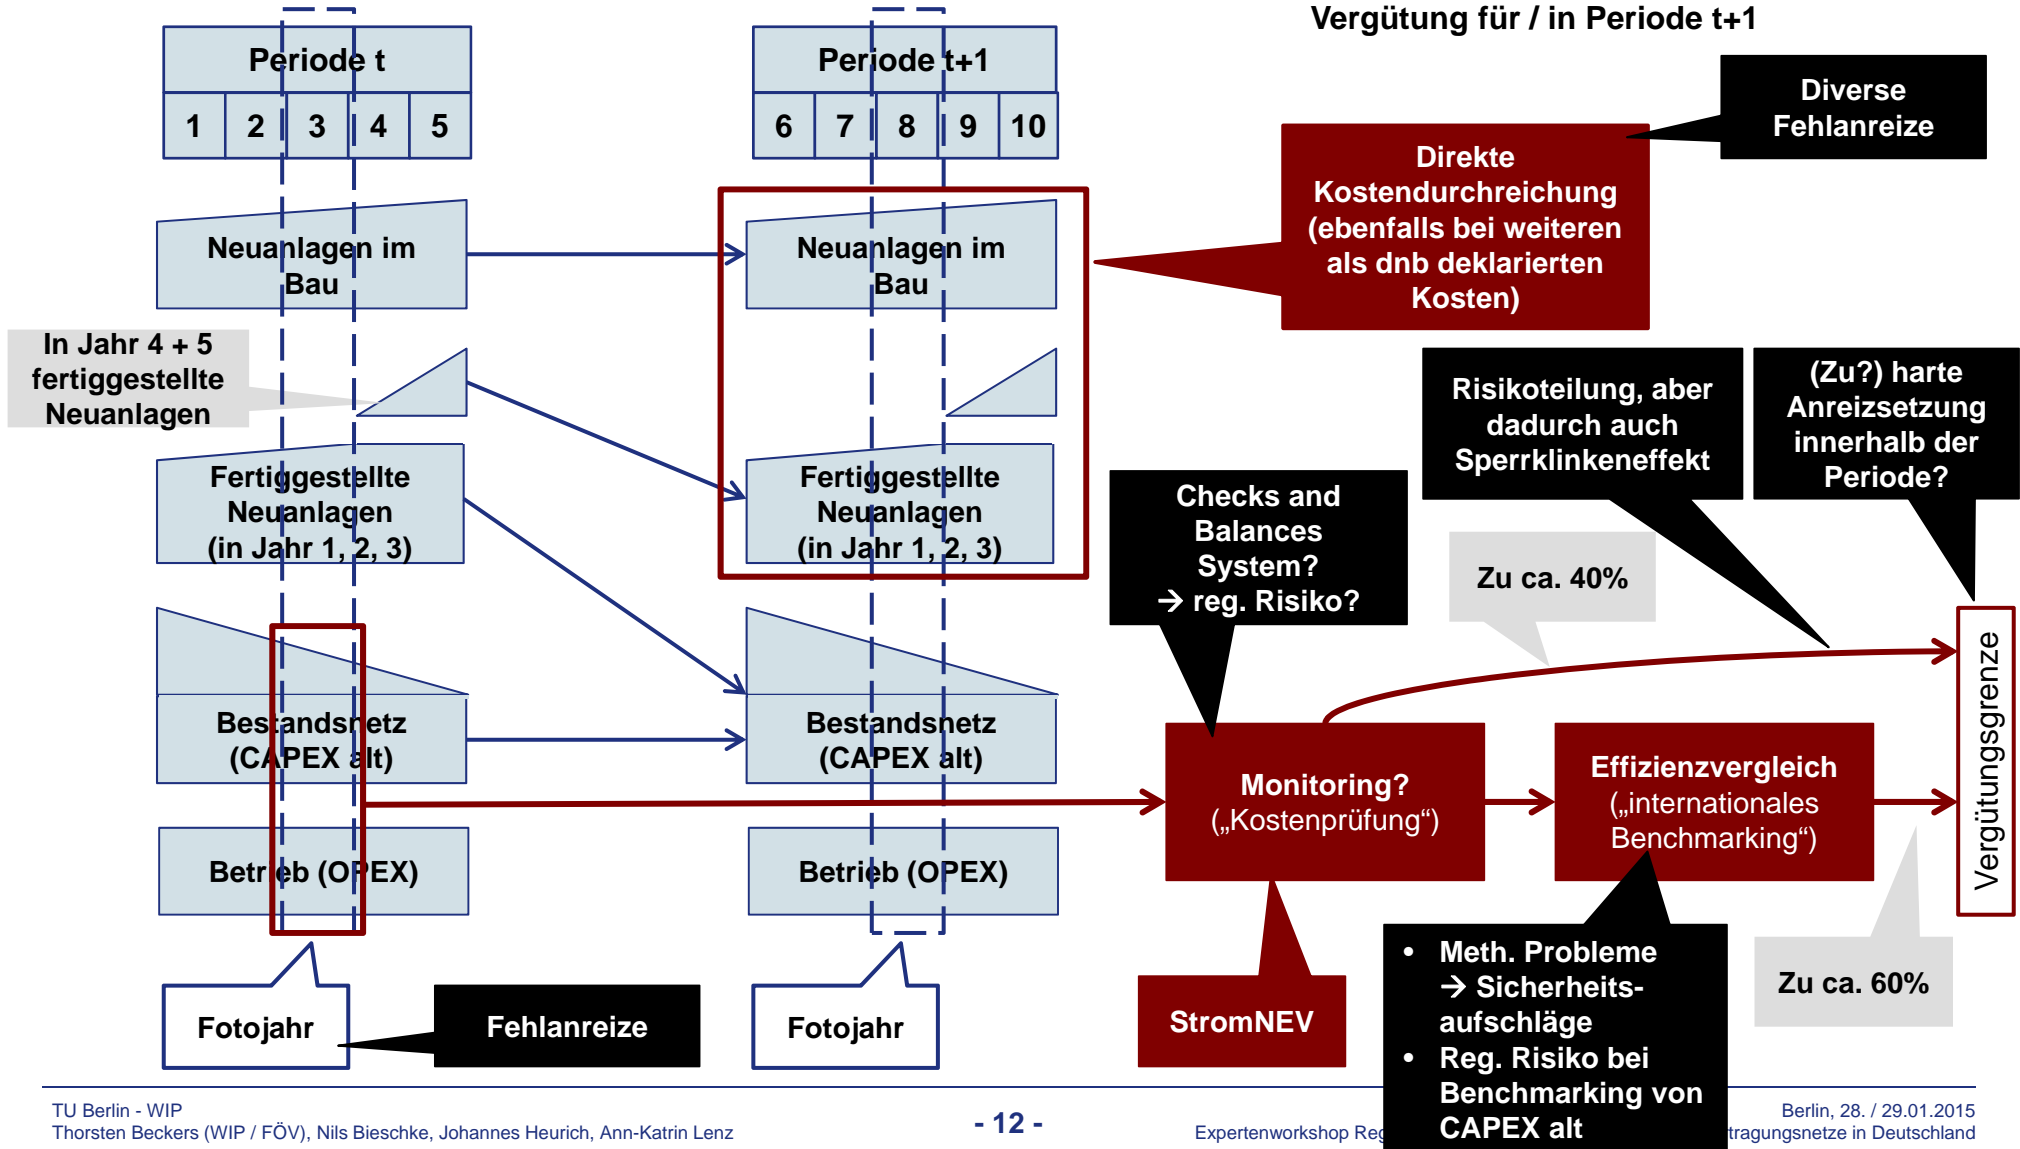 Vergütung für / in Periode t+1
Periode t
1 2 3 4 5
Periode t+1
6 7 8 9 10
Diverse
Fehlanreize
Direkte
Kostendurchreichung
(ebenfalls bei weiteren
als dnb deklarierten
Kosten)
Neuanlagen im
Bau
Neuanlagen im
Bau
In Jahr 4 + 5
fertiggestellte
Neuanlagen
Fertiggestellte
Neuanlagen
(in Jahr 1, 2, 3)
Fertiggestellte
Neuanlagen
(in Jahr 1, 2, 3)
Risikoteilung, aber
dadurch auch
Sperrklinkeneffekt
(Zu?) harte
Anreizsetzung
innerhalb der
Periode?
Checks and
Balances
System?
→ reg. Risiko?
Zu ca. 40%
Bestandsnetz
(CAPEX alt)
Bestandsnetz
(CAPEX alt)
Monitoring?
(„Kostenprüfung“)
Effizienzvergleich
(„internationales
Benchmarking“)
Vergütungsgrenze
Betrieb (OPEX)
Betrieb (OPEX)
Fotojahr
Fehlanreize
Fotojahr
StromNEV
• Meth. Probleme
→ Sicherheits-
aufschläge
• Reg. Risiko bei
Benchmarking von
CAPEX alt
Zu ca. 60%
TU Berlin - WIP
Thorsten Beckers (WIP / FÖV), Nils Bieschke, Johannes Heurich, Ann-Katrin Lenz
- 12 -
Berlin, 28. / 29.01.2015
Expertenworkshop Reg tragungsnetze in Deutschland